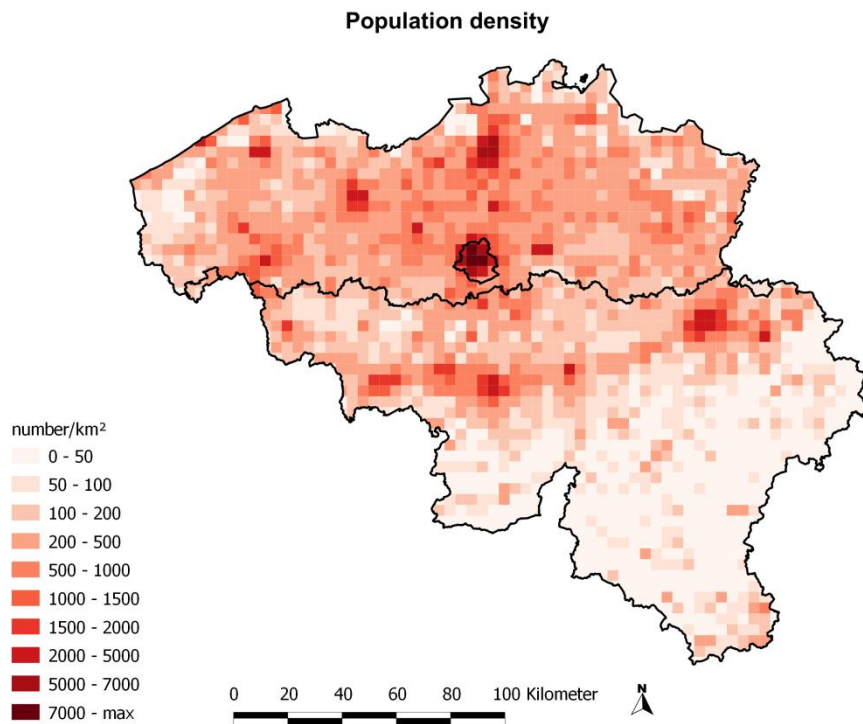 Population density
number/km²
0 - 50
50 - 100
100 - 200
200 - 500
500 - 1000
1000 - 1500
1500 - 2000
2000 - 5000
5000 - 7000
7000 - max
0 20 40 60 80 100 Kilometer
N